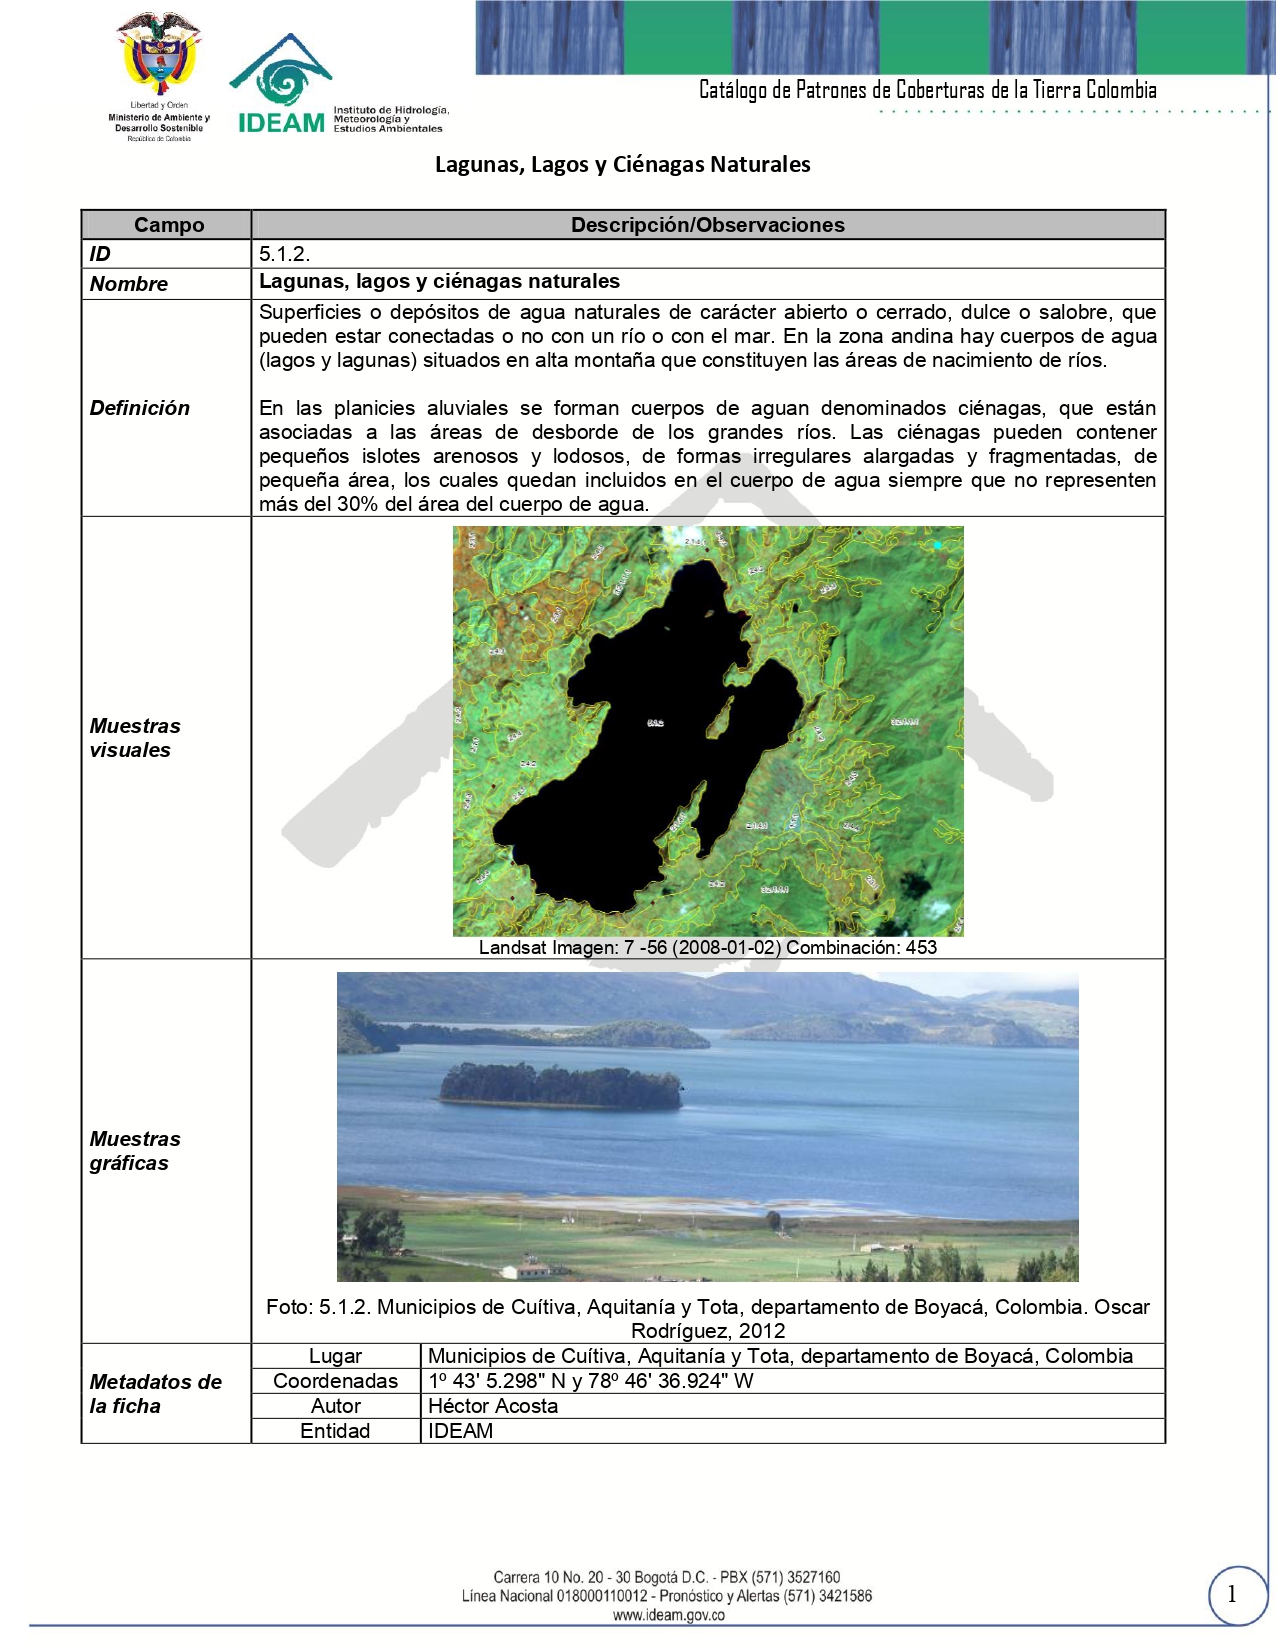 Libertad y Orden
Ministerio de Ambiente y
Desarrollo Sostenible
República de Colombia
IDEAM
Instituto de Hidrología,
Meteorología y
Estudios Ambientales
Catálogo de Patrones de Coberturas de la Tierra Colombia
Lagunas, Lagos y Ciénagas Naturales
Campo
Descripción/Observaciones
ID
5.1.2.
Nombre
Lagunas, lagos y ciénagas naturales
Definición
Superficies o depósitos de agua naturales de carácter abierto o cerrado, dulce o salobre, que
pueden estar conectadas o no con un río o con el mar. En la zona andina hay cuerpos de agua
(lagos y lagunas) situados en alta montaña que constituyen las áreas de nacimiento de ríos.
En las planicies aluviales se forman cuerpos de aguan denominados ciénagas, que están
asociadas a las áreas de desborde de los grandes ríos. Las ciénagas pueden contener
pequeños islotes arenosos y lodosos, de formas irregulares alargadas y fragmentadas, de
pequeña área, los cuales quedan incluidos en el cuerpo de agua siempre que no representen
más del 30% del área del cuerpo de agua.
Muestras
visuales
5.1.2
Landsat Imagen: 7 -56 (2008-01-02) Combinación: 453
Muestras
gráficas
Foto: 5.1.2. Municipios de Cuítiva, Aquitanía y Tota, departamento de Boyacá, Colombia. Oscar
Rodríguez, 2012
Metadatos de
la ficha
Lugar
Municipios de Cuítiva, Aquitanía y Tota, departamento de Boyacá, Colombia
Coordenadas
1º 43' 5.298" N y 78º 46' 36.924" W
Autor
Héctor Acosta
Entidad
IDEAM
Carrera 10 No. 20 - 30 Bogotá D.C. - PBX (571) 3527160
Línea Nacional 018000110012 - Pronóstico y Alertas (571) 3421586
www.ideam.gov.co
1